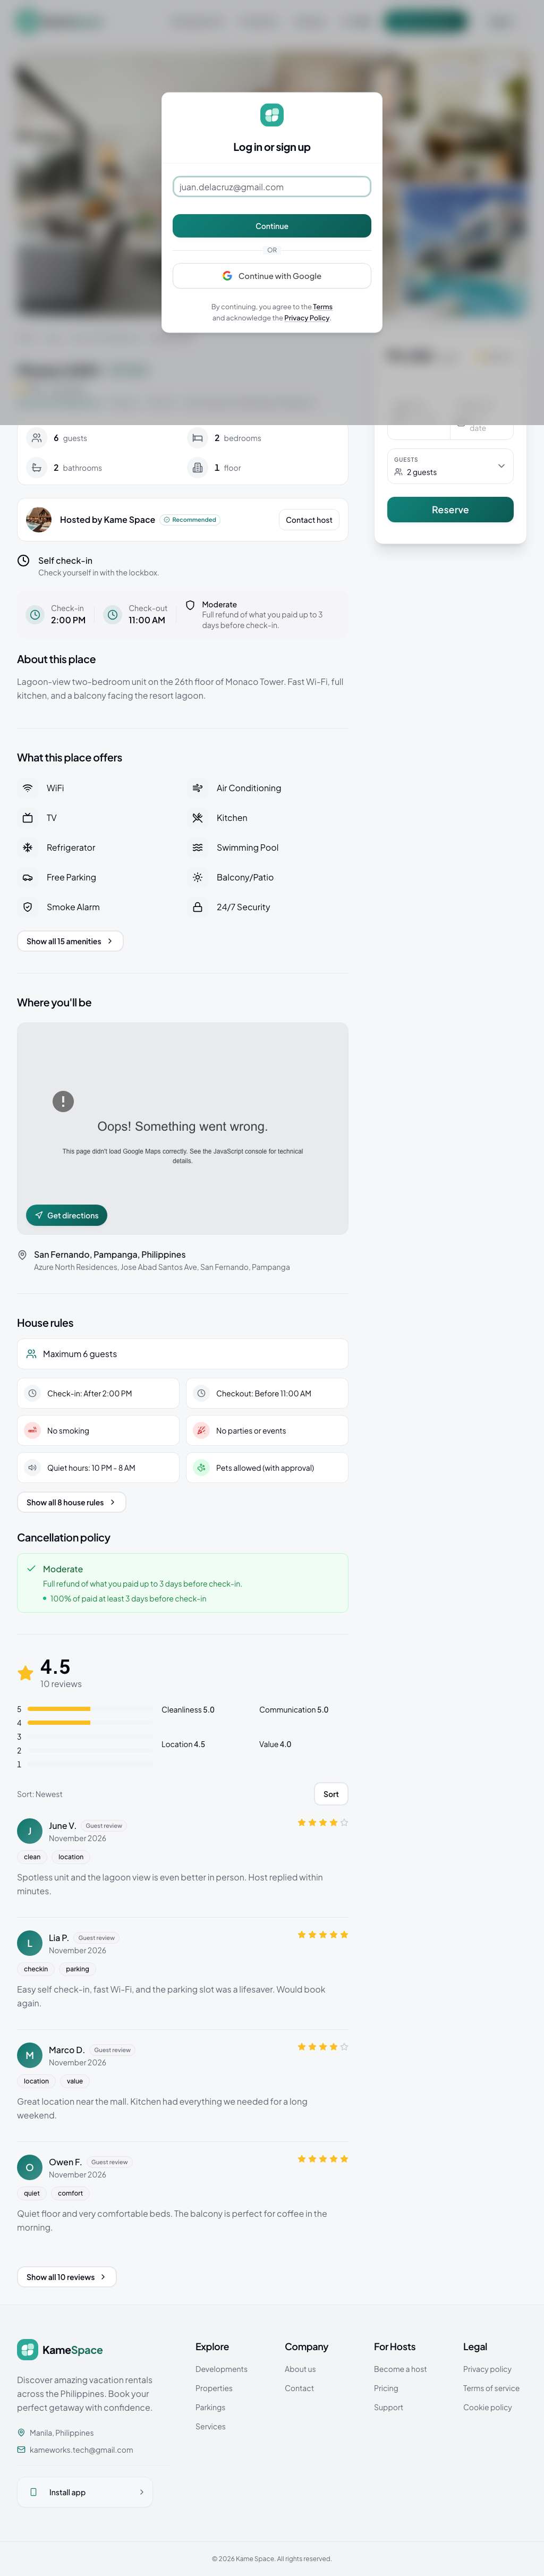 Log in or sign up
juan.delacruz@gmail.com
Continue
OR
Continue with Google
By continuing, you agree to the Terms
and acknowledge the Privacy Policy.
date
6 guests
2 bedrooms
2 bathrooms
1 floor
GUESTS
2 guests
Reserve
Hosted by Kame Space
Recommended
Contact host
Self check-in
Check yourself in with the lockbox.
Check-in
2:00 PM
Check-out
11:00 AM
Moderate
Full refund of what you paid up to 3
days before check-in.
About this place
Lagoon-view two-bedroom unit on the 26th floor of Monaco Tower. Fast Wi-Fi, full
kitchen, and a balcony facing the resort lagoon.
What this place offers
WiFi
Air Conditioning
TV
Kitchen
Refrigerator
Swimming Pool
Free Parking
Balcony/Patio
Smoke Alarm
24/7 Security
Show all 15 amenities
Where you'll be
Oops! Something went wrong.
This page didn't load Google Maps correctly. See the JavaScript console for technical
details.
Get directions
San Fernando, Pampanga, Philippines
Azure North Residences, Jose Abad Santos Ave, San Fernando, Pampanga
House rules
Maximum 6 guests
Check-in: After 2:00 PM
Checkout: Before 11:00 AM
No smoking
No parties or events
Quiet hours: 10 PM - 8 AM
Pets allowed (with approval)
Show all 8 house rules
Cancellation policy
Moderate
Full refund of what you paid up to 3 days before check-in.
100% of paid at least 3 days before check-in
4.5
10 reviews
5
4
3
2
1
Cleanliness 5.0
Communication 5.0
Location 4.5
Value 4.0
Sort: Newest
Sort
J
June V.
Guest review
November 2026
clean
location
Spotless unit and the lagoon view is even better in person. Host replied within
minutes.
L
Lia P.
Guest review
November 2026
checkin
parking
Easy self check-in, fast Wi-Fi, and the parking slot was a lifesaver. Would book
again.
M
Marco D.
Guest review
November 2026
location
value
Great location near the mall. Kitchen had everything we needed for a long
weekend.
O
Owen F.
Guest review
November 2026
quiet
comfort
Quiet floor and very comfortable beds. The balcony is perfect for coffee in the
morning.
Show all 10 reviews
KameSpace
Discover amazing vacation rentals
across the Philippines. Book your
perfect getaway with confidence.
Manila, Philippines
kameworks.tech@gmail.com
Install app
Explore
Developments
Properties
Parkings
Services
Company
About us
Contact
For Hosts
Become a host
Pricing
Support
Legal
Privacy policy
Terms of service
Cookie policy
© 2026 Kame Space. All rights reserved.